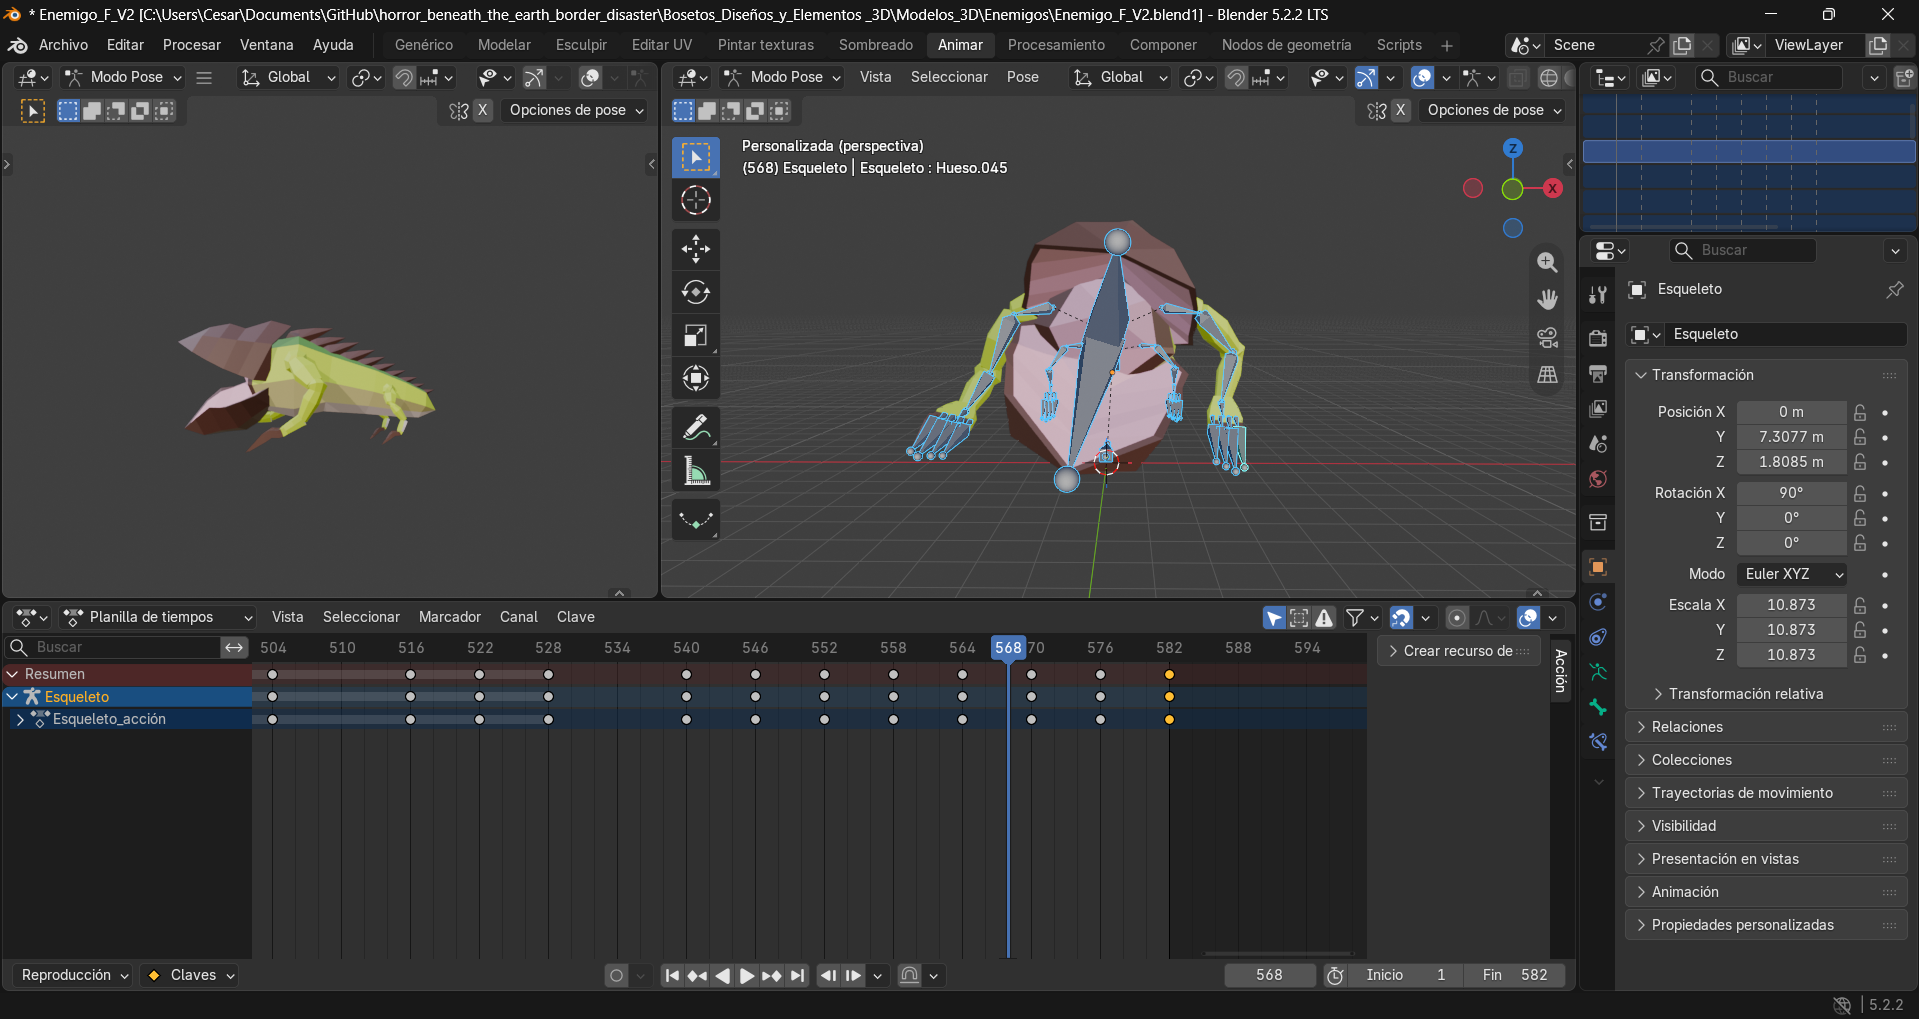 * Enemigo_F_V2 [C:\Users\Cesar\Documents\GitHub\horror_beneath_the_earth_border_disaster\Bosetos_Diseños_y_Elementos _3D\Modelos_3D\Enemigos\Enemigo_F_V2.blend1] - Blender 5.2.2 LTS
Archivo Editar Procesar Ventana Ayuda Genérico Modelar Esculpir Editar UV Pintar texturas Sombreado Animar Procesamiento Componer Nodos de geometría Scripts Scene ViewLayer
Modo Pose Global Modo Pose Vista Seleccionar Pose Global Buscar
X Opciones de pose X Opciones de pose
Personalizada (perspectiva)
(568) Esqueleto | Esqueleto : Hueso.045
Z
X
Buscar
Esqueleto
Esqueleto
Transformación
Posición X 0 m
Y 7.3077 m
Z 1.8085 m
Rotación X 90°
Y 0°
Z 0°
Modo Euler XYZ
Escala X 10.873
Y 10.873
Z 10.873
Transformación relativa
Relaciones
Colecciones
Trayectorias de movimiento
Visibilidad
Presentación en vistas
Animación
Propiedades personalizadas
Planilla de tiempos Vista Seleccionar Marcador Canal Clave
Buscar 504 510 516 522 528 534 540 546 552 558 564 568 70 576 582 588 594 Crear recurso de
Acción
Resumen
Esqueleto
Esqueleto_acción
Reproducción Claves 568 Inicio 1 Fin 582
5.2.2